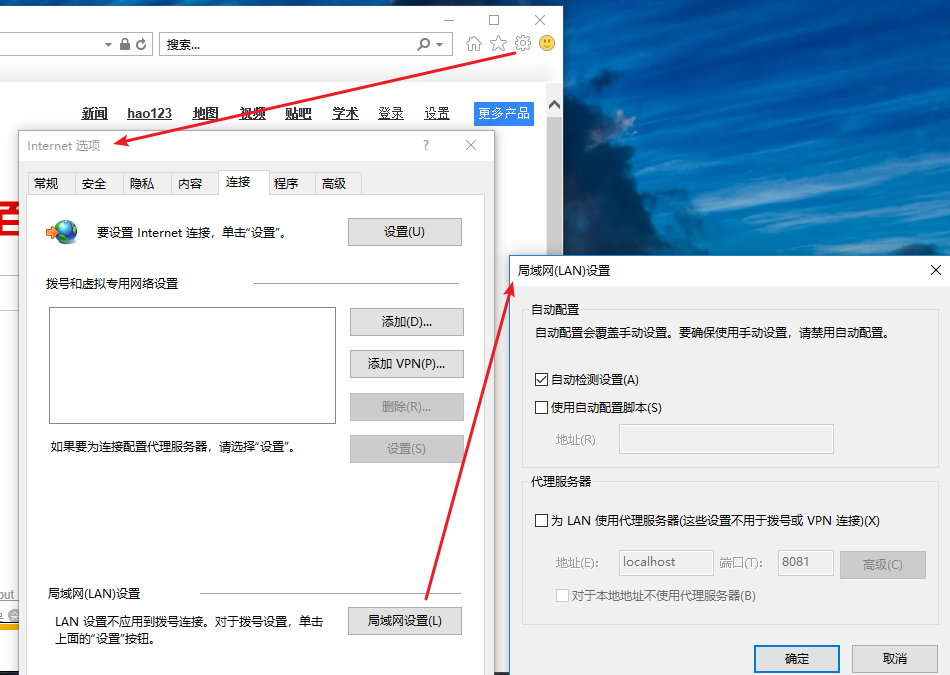 搜索...
新闻 hao123 地图 视频 贴吧 学术 登录 设置 更多产品
Internet 选项
?
常规 安全 隐私 内容 连接 程序 高级
要设置 Internet 连接，单击“设置”。
设置(U)
拨号和虚拟专用网络设置
添加(D)...
添加 VPN(P)...
删除(R)...
如果要为连接配置代理服务器，请选择“设置”。
设置(S)
局域网(LAN)设置
LAN 设置不应用到拨号连接。对于拨号设置，单击
上面的“设置”按钮。
局域网设置(L)
局域网(LAN)设置
自动配置
自动配置会覆盖手动设置。要确保使用手动设置，请禁用自动配置。
自动检测设置(A)
使用自动配置脚本(S)
地址(R)
代理服务器
为 LAN 使用代理服务器(这些设置不用于拨号或 VPN 连接)(X)
地址(E): localhost 端口(T): 8081 高级(C)
对于本地地址不使用代理服务器(B)
确定 取消